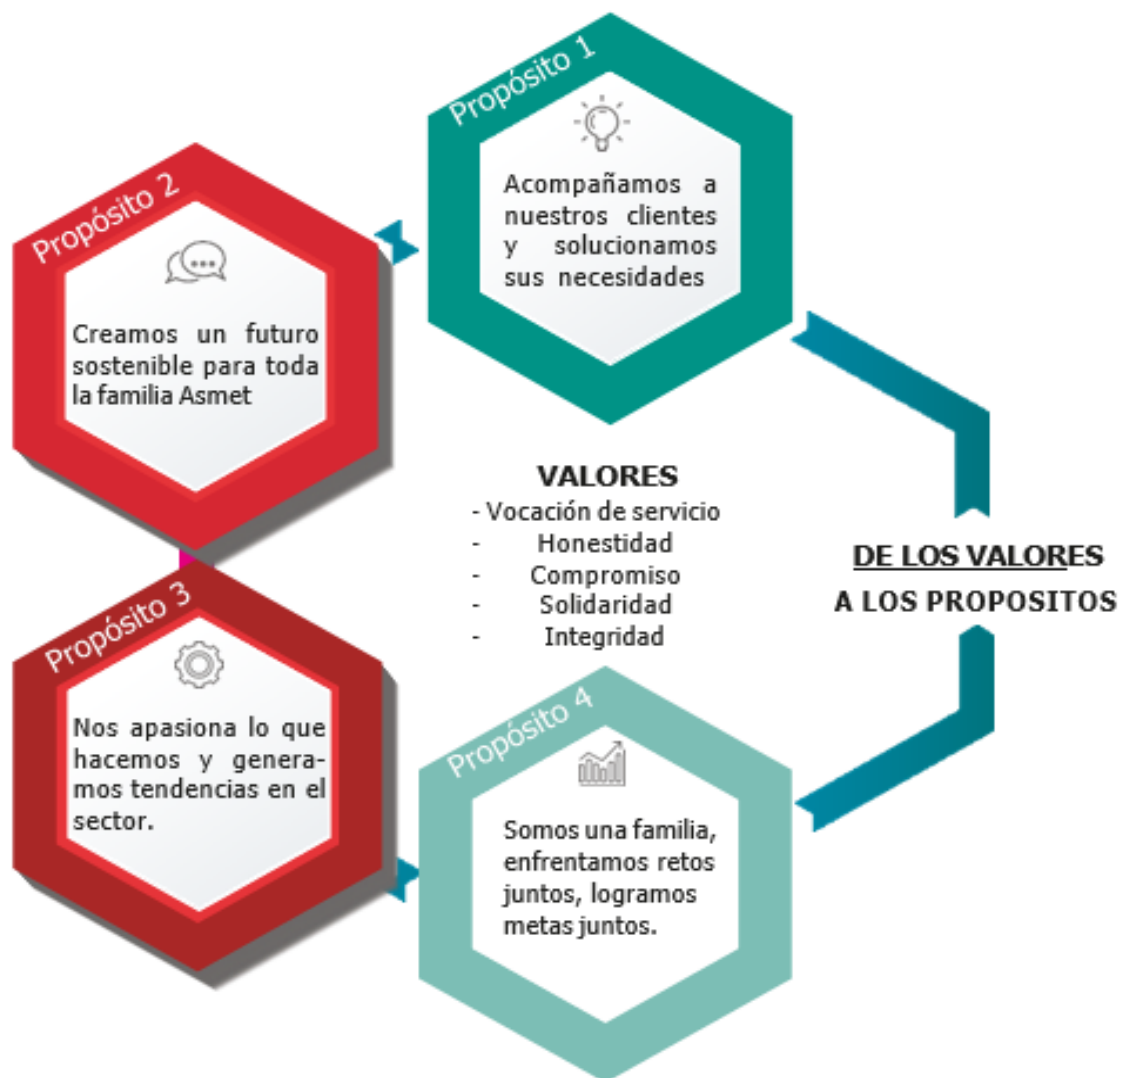 Propósito 1
Acompañamos a
nuestros clientes
y solucionamos
sus necesidades
Propósito 2
Creamos un futuro
sostenible para toda
la familia Asmet
VALORES
- Vocación de servicio
- Honestidad
- Compromiso
- Solidaridad
- Integridad
DE LOS VALORES
A LOS PROPOSITOS
Propósito 3
Nos apasiona lo que
hacemos y genera-
mos tendencias en el
sector.
Propósito 4
Somos una familia,
enfrentamos retos
juntos, logramos
metas juntos.